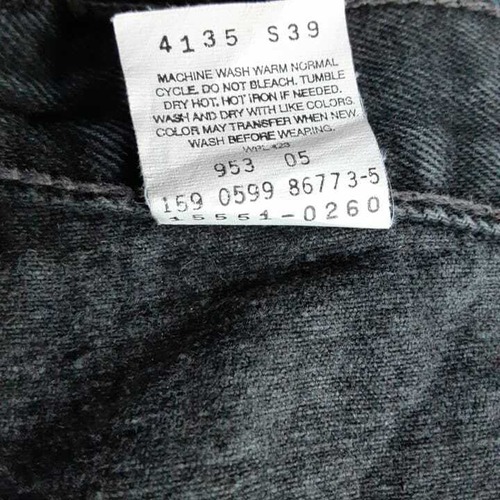 4135 S39
MACHINE WASH WARM NORMAL
CYCLE. DO NOT BLEACH. TUMBLE
DRY HOT. HOT IRON IF NEEDED.
WASH AND DRY WITH LIKE COLORS.
COLOR MAY TRANSFER WHEN NEW.
WASH BEFORE WEARING.
WPL 423
953 05
159 0599 86773-5
15551-0260